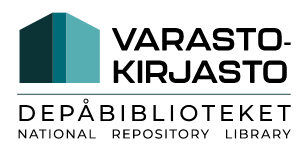 VARASTO-
KIRJASTO
DEPÅBIBLIOTEKET
NATIONAL REPOSITORY LIBRARY